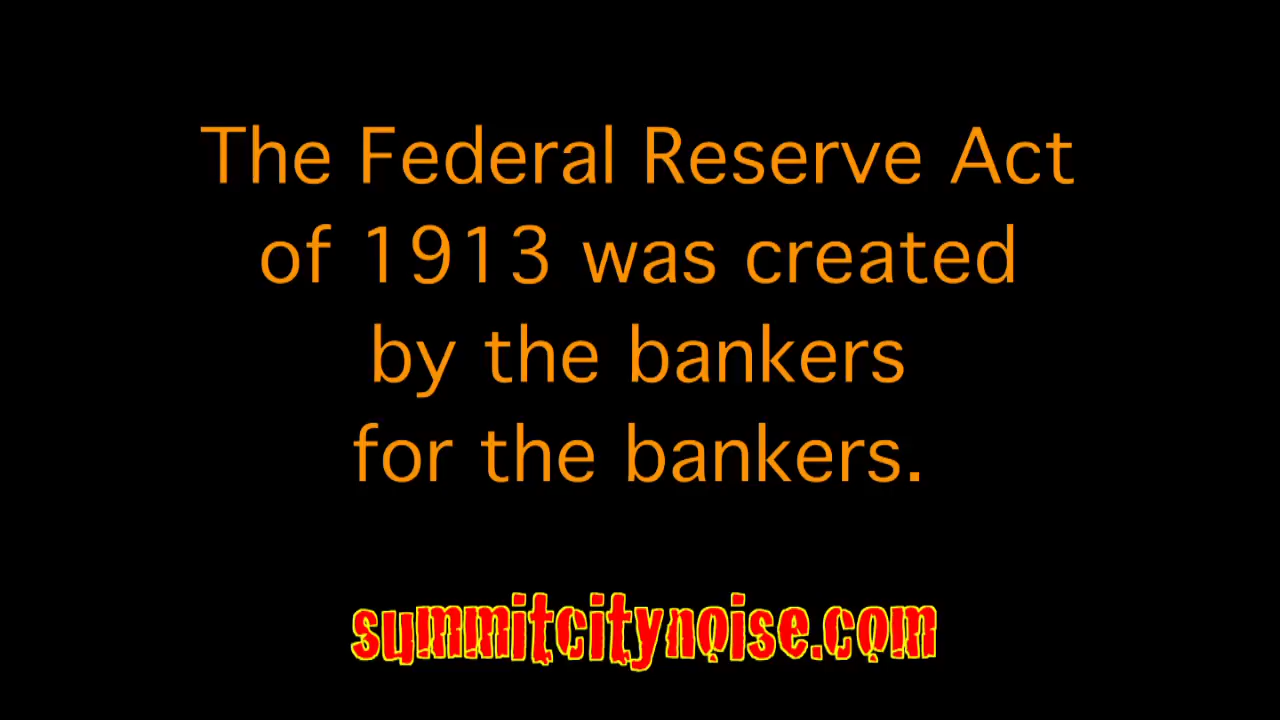 The Federal Reserve Act
of 1913 was created
by the bankers
for the bankers.
summitcitynoise.com